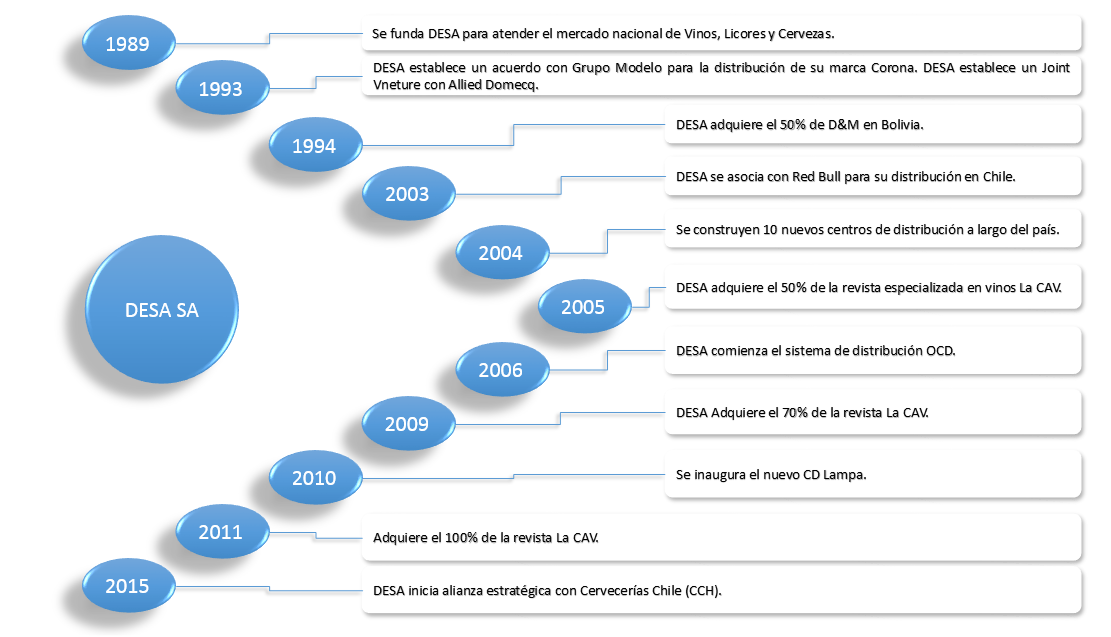 1989
Se funda DESA para atender el mercado nacional de Vinos, Licores y Cervezas.
1993
DESA establece un acuerdo con Grupo Modelo para la distribución de su marca Corona. DESA establece un Joint
Vneture con Allied Domecq.
1994
DESA adquiere el 50% de D&M en Bolivia.
2003
DESA se asocia con Red Bull para su distribución en Chile.
2004
Se construyen 10 nuevos centros de distribución a largo del país.
DESA SA
2005
DESA adquiere el 50% de la revista especializada en vinos La CAV.
2006
DESA comienza el sistema de distribución OCD.
2009
DESA Adquiere el 70% de la revista La CAV.
2010
Se inaugura el nuevo CD Lampa.
2011
Adquiere el 100% de la revista La CAV.
2015
DESA inicia alianza estratégica con Cervecerías Chile (CCH).